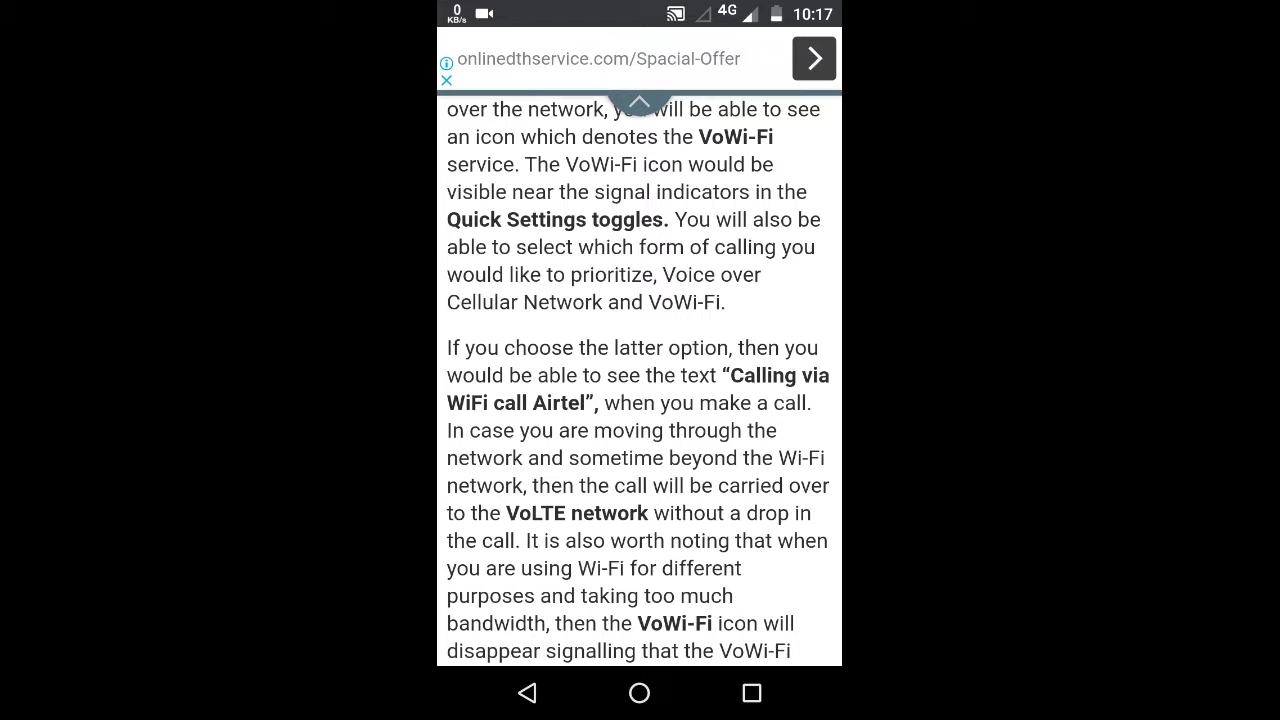 0
KB/s
4G
10:17
onlinedthservice.com/Spacial-Offer
over the network, you will be able to see
an icon which denotes the VoWi-Fi
service. The VoWi-Fi icon would be
visible near the signal indicators in the
Quick Settings toggles. You will also be
able to select which form of calling you
would like to prioritize, Voice over
Cellular Network and VoWi-Fi.
If you choose the latter option, then you
would be able to see the text “Calling via
WiFi call Airtel”, when you make a call.
In case you are moving through the
network and sometime beyond the Wi-Fi
network, then the call will be carried over
to the VoLTE network without a drop in
the call. It is also worth noting that when
you are using Wi-Fi for different
purposes and taking too much
bandwidth, then the VoWi-Fi icon will
disappear signalling that the VoWi-Fi